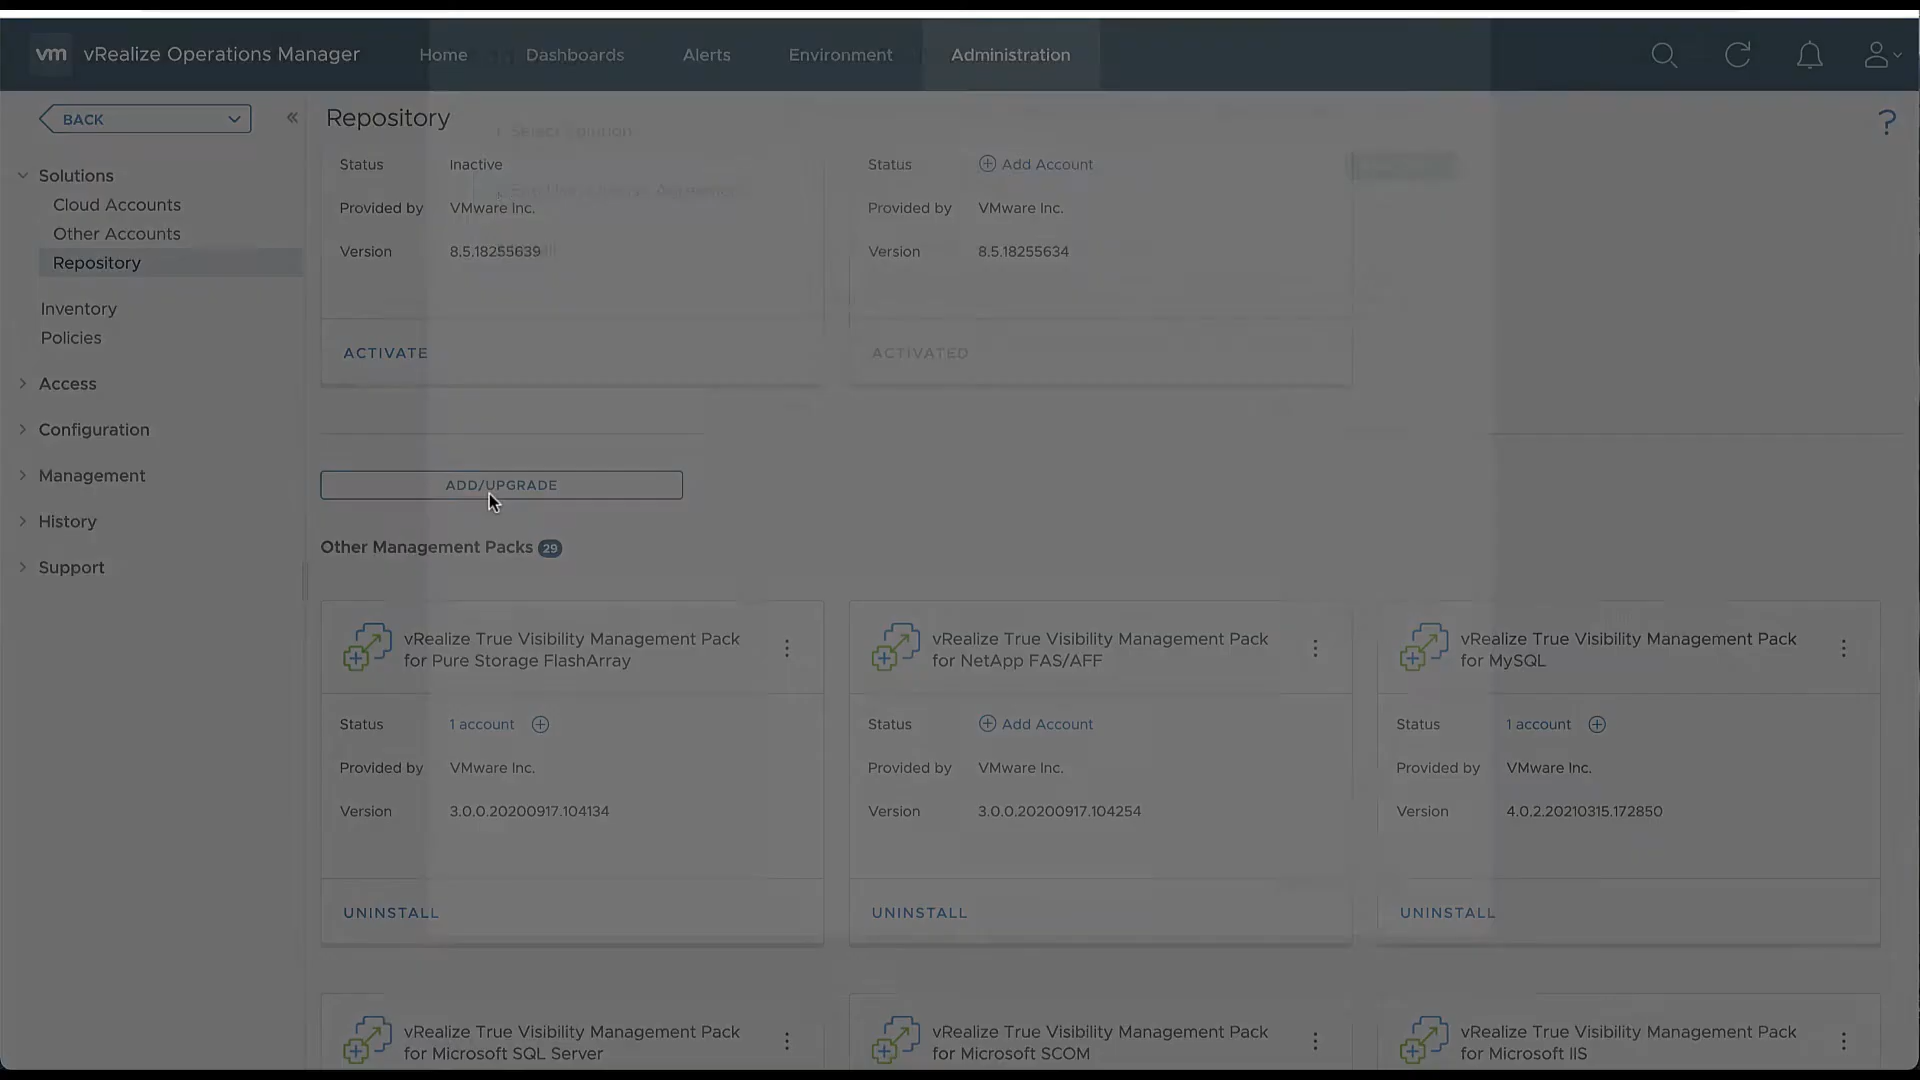 vm vRealize Operations Manager Home Dashboards Alerts Environment Administration
BACK
«
Repository
?
Solutions
Cloud Accounts
Other Accounts
Repository
Inventory
Policies
Access
Configuration
Management
History
Support
Select Solution
Status Inactive
Provided by VMware Inc.
Version 8.5.18255639
ACTIVATE
Status Add Account
Provided by VMware Inc.
Version 8.5.18255634
ACTIVATED
ADD/UPGRADE
Other Management Packs 29
vRealize True Visibility Management Pack
for Pure Storage FlashArray
Status 1 account
Provided by VMware Inc.
Version 3.0.0.20200917.104134
UNINSTALL
vRealize True Visibility Management Pack
for NetApp FAS/AFF
Status Add Account
Provided by VMware Inc.
Version 3.0.0.20200917.104254
UNINSTALL
vRealize True Visibility Management Pack
for MySQL
Status 1 account
Provided by VMware Inc.
Version 4.0.2.20210315.172850
UNINSTALL
vRealize True Visibility Management Pack
for Microsoft SQL Server
vRealize True Visibility Management Pack
for Microsoft SCOM
vRealize True Visibility Management Pack
for Microsoft IIS